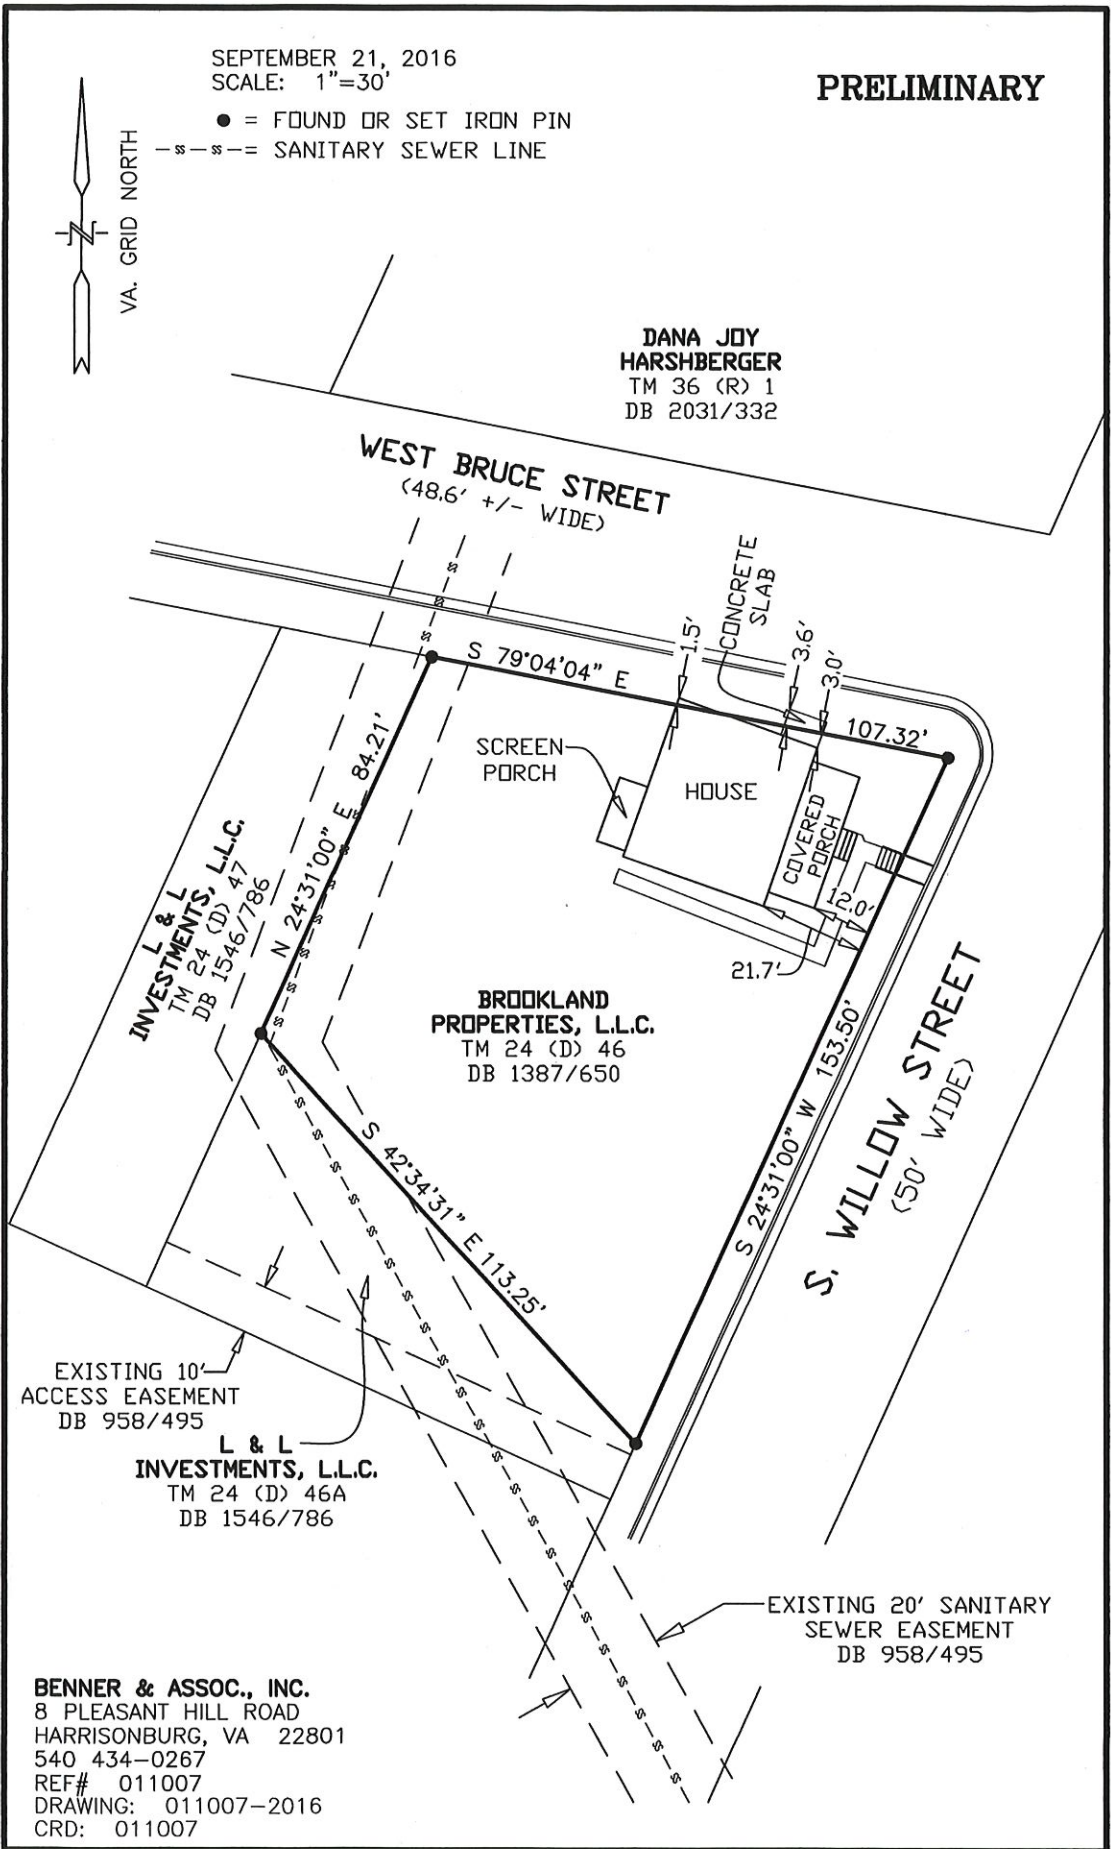 SEPTEMBER 21, 2016
SCALE: 1"=30'
PRELIMINARY
● = FOUND OR SET IRON PIN
—ss—ss—= SANITARY SEWER LINE
N
VA. GRID NORTH
DANA JOY
HARSHBERGER
TM 36 (R) 1
DB 2031/332
WEST BRUCE STREET
(48.6' +/- WIDE)
CONCRETE
SLAB
1.5'
3.6'
3.0'
S 79°04'04" E
107.32'
SCREEN
PORCH
HOUSE
COVERED
PORCH
12.0'
21.7'
N 24°31'00" E 84.21'
L & L
INVESTMENTS, L.L.C.
TM 24 (D) 47
DB 1546/786
BROOKLAND
PROPERTIES, L.L.C.
TM 24 (D) 46
DB 1387/650
S 24°31'00" W 153.50'
S. WILLOW STREET
(50' WIDE)
S 42°34'31" E 113.25'
EXISTING 10'
ACCESS EASEMENT
DB 958/495
L & L
INVESTMENTS, L.L.C.
TM 24 (D) 46A
DB 1546/786
EXISTING 20' SANITARY
SEWER EASEMENT
DB 958/495
BENNER & ASSOC., INC.
8 PLEASANT HILL ROAD
HARRISONBURG, VA 22801
540 434-0267
REF# 011007
DRAWING: 011007-2016
CRD: 011007